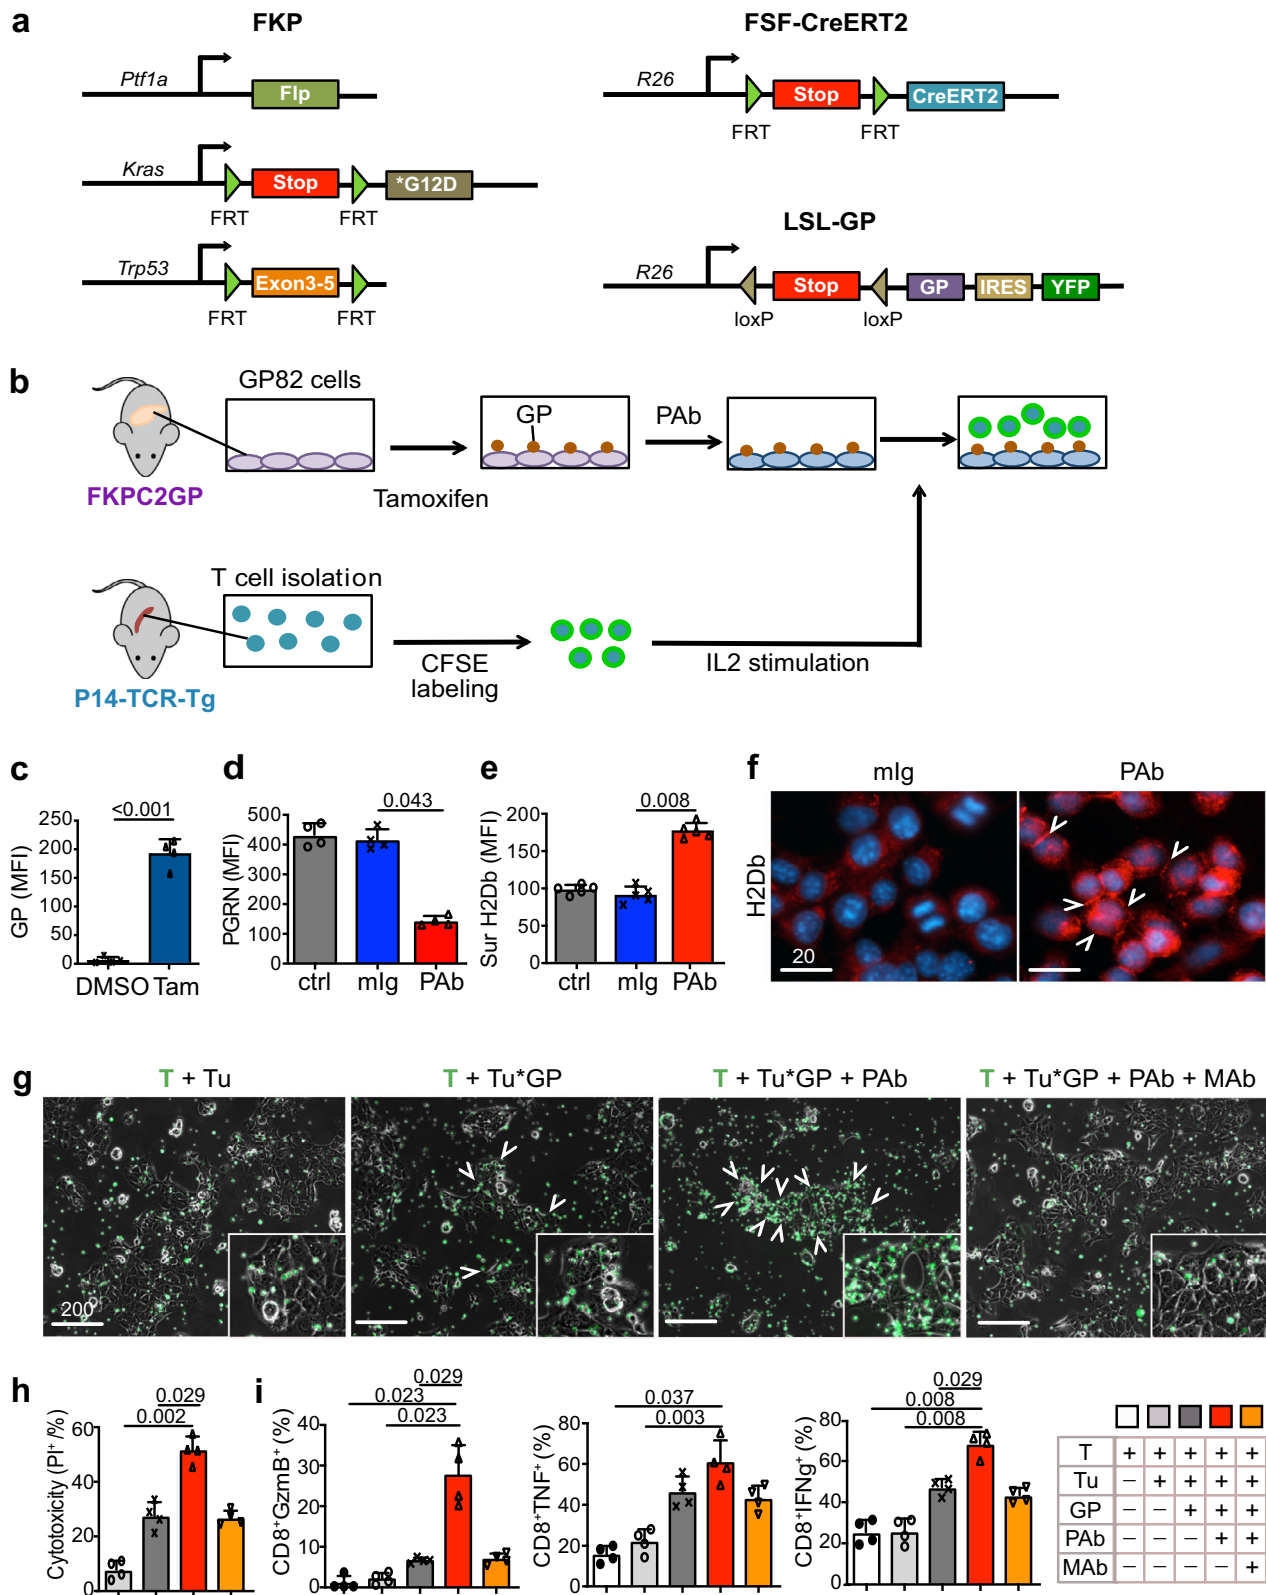 a
FKP
FSF-CreERT2
Ptf1a
Flp
R26
Stop
CreERT2
FRT
FRT
Kras
Stop
*G12D
FRT
FRT
LSL-GP
Trp53
Exon3-5
FRT
FRT
R26
Stop
GP
IRES
YFP
loxP
loxP
b
GP82 cells
GP
PAb
Tamoxifen
FKPC2GP
T cell isolation
CFSE
labeling
IL2 stimulation
P14-TCR-Tg
c
<0.001
GP (MFI)
250
200
150
100
50
0
DMSO Tam
d
0.043
PGRN (MFI)
500
400
300
200
100
0
ctrl mIg PAb
e
0.008
Sur H2Db (MFI)
200
150
100
50
0
ctrl mIg PAb
f
mIg
PAb
H2Db
20
g
T + Tu
T + Tu*GP
T + Tu*GP + PAb
T + Tu*GP + PAb + MAb
200
h
0.029
0.002
Cytotoxicity (PI⁺/%)
60
40
20
0
i
0.029
0.023
0.023
CD8⁺GzmB⁺ (%)
40
30
20
10
0
0.037
0.003
CD8⁺TNF⁺ (%)
80
60
40
20
0
0.029
0.008
0.008
CD8⁺IFNg⁺ (%)
80
60
40
20
0
T + + + + +
Tu − + + + +
GP − − + + +
PAb − − − + +
MAb − − − − +